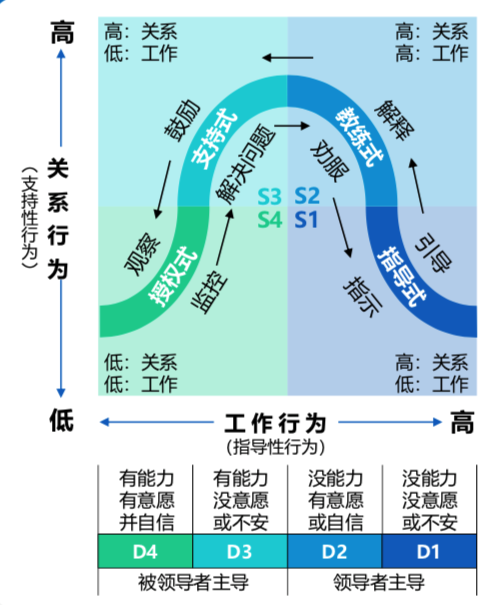 高
高：关系
低：工作
高：关系
高：工作
鼓励
支持式
解决问题
教练式
解释
劝服
关系行为
（支持性行为）
S3
S2
S4
S1
观察
授权式
监控
指示
指导式
引导
低：关系
低：工作
高：关系
低：工作
低
工作行为
高
（指导性行为）
有能力
有意愿
并自信
有能力
没意愿
或不安
没能力
有意愿
或自信
没能力
没意愿
或不安
D4
D3
D2
D1
被领导者主导
领导者主导